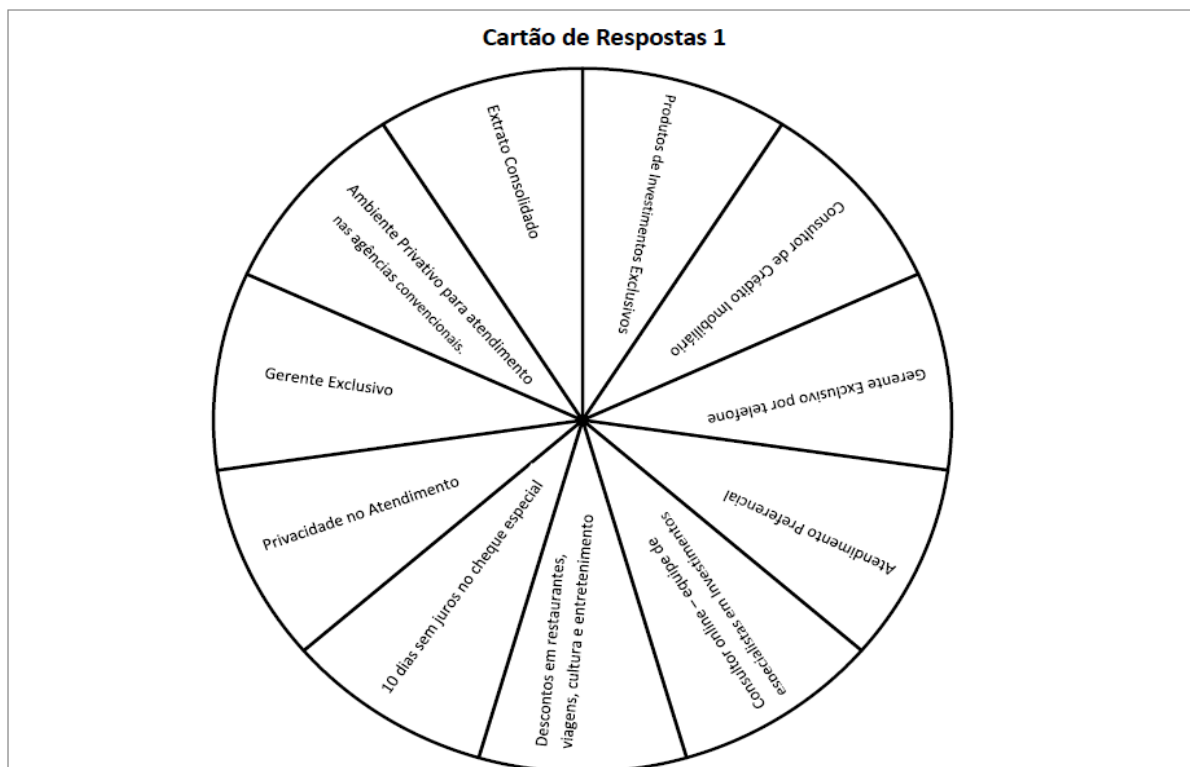 Cartão de Respostas 1
Produtos de Investimentos Exclusivos
Consultor de Crédito Imobiliário
Gerente Exclusivo por telefone
Atendimento Preferencial
Consultor online – equipe de
especialistas em Investimentos
Descontos em restaurantes,
viagens, cultura e entretenimento
10 dias sem juros no cheque especial
Privacidade no Atendimento
Gerente Exclusivo
Ambiente Privativo para atendimento
nas agências convencionais.
Extrato Consolidado